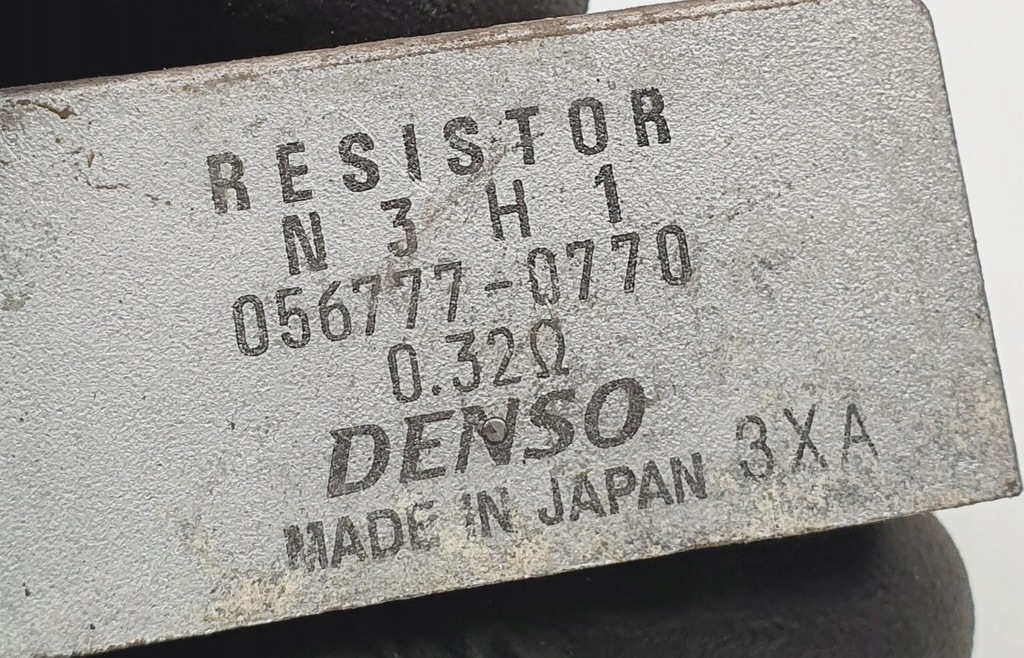 RESISTOR
N3H1
056777-0770
0.32Ω
DENSO
MADE IN JAPAN 3XA